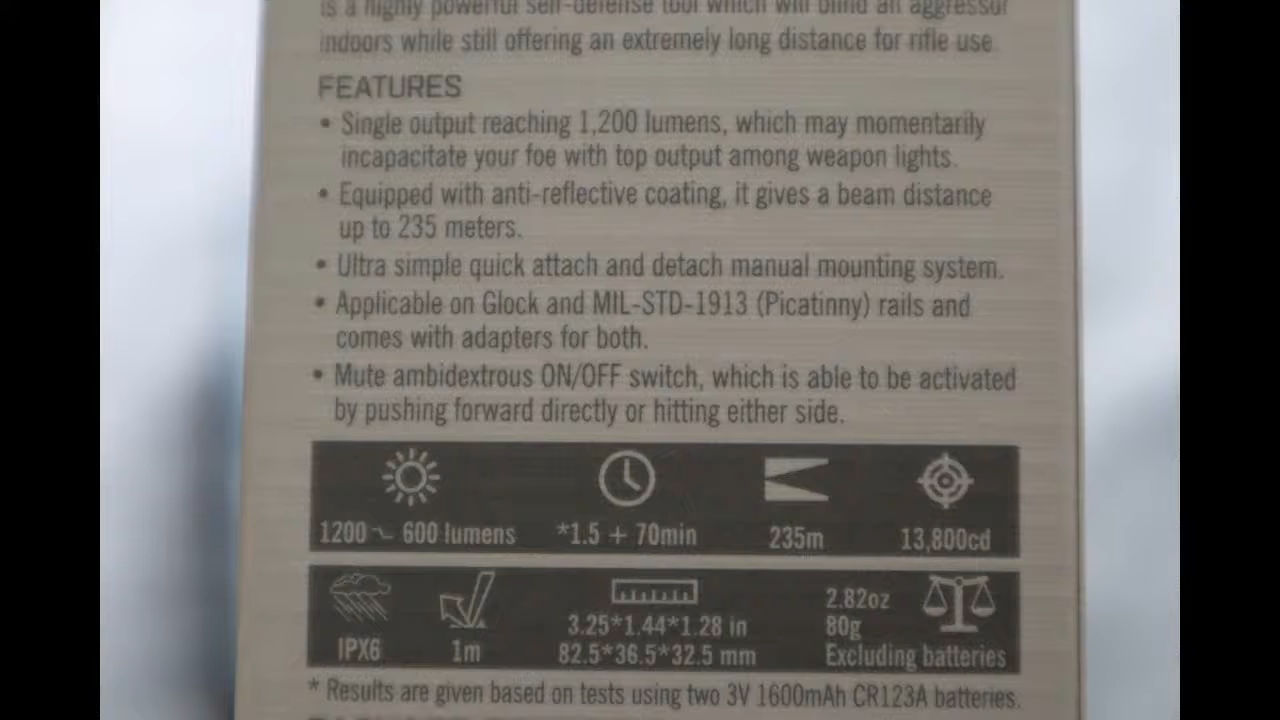 is a highly powerful self-defense tool which will blind an aggressor
indoors while still offering an extremely long distance for rifle use
FEATURES
• Single output reaching 1,200 lumens, which may momentarily
incapacitate your foe with top output among weapon lights.
• Equipped with anti-reflective coating, it gives a beam distance
up to 235 meters.
• Ultra simple quick attach and detach manual mounting system.
• Applicable on Glock and MIL-STD-1913 (Picatinny) rails and
comes with adapters for both.
• Mute ambidextrous ON/OFF switch, which is able to be activated
by pushing forward directly or hitting either side.
1200 ~ 600 lumens *1.5 + 70min 235m 13,800cd
IPX6 1m
3.25*1.44*1.28 in
82.5*36.5*32.5 mm
2.82oz
80g
Excluding batteries
* Results are given based on tests using two 3V 1600mAh CR123A batteries.